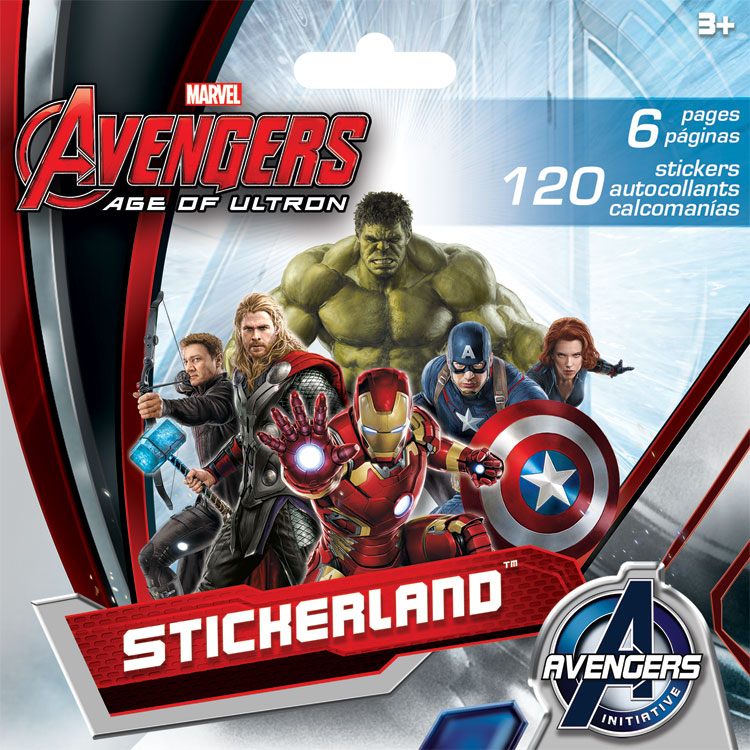 3+
MARVEL
AVENGERS
AGE OF ULTRON
6 pages
páginas
120 stickers
autocollants
calcomanías
A
STICKERLAND™
A
AVENGERS
INITIATIVE